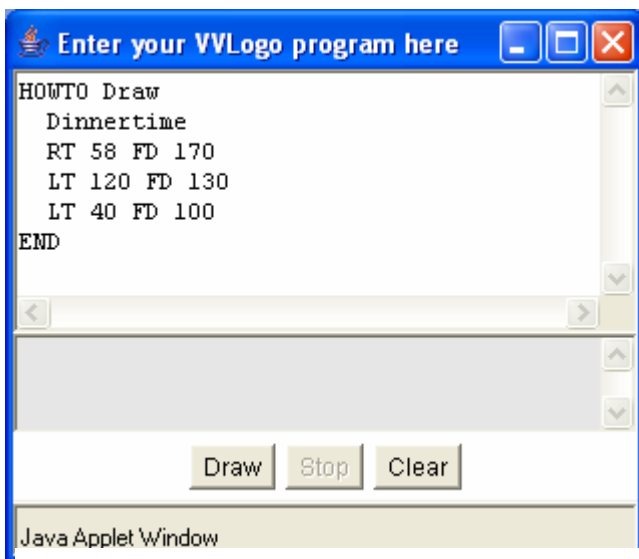 Enter your VVLogo program here
HOWTO Draw
Dinnertime
RT 58 FD 170
LT 120 FD 130
LT 40 FD 100
END
Draw Stop Clear
Java Applet Window